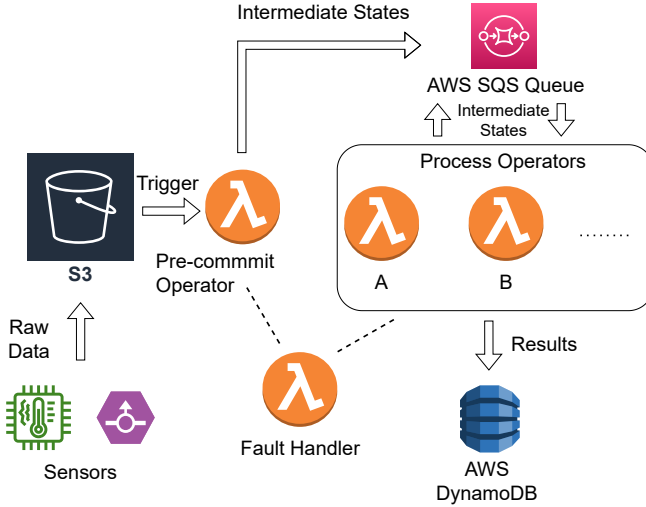 Intermediate States
AWS SQS Queue
Intermediate
States
Process Operators
Trigger
S3
Pre-commmit
Operator
A
B
........
Raw
Data
Results
Sensors
Fault Handler
AWS
DynamoDB